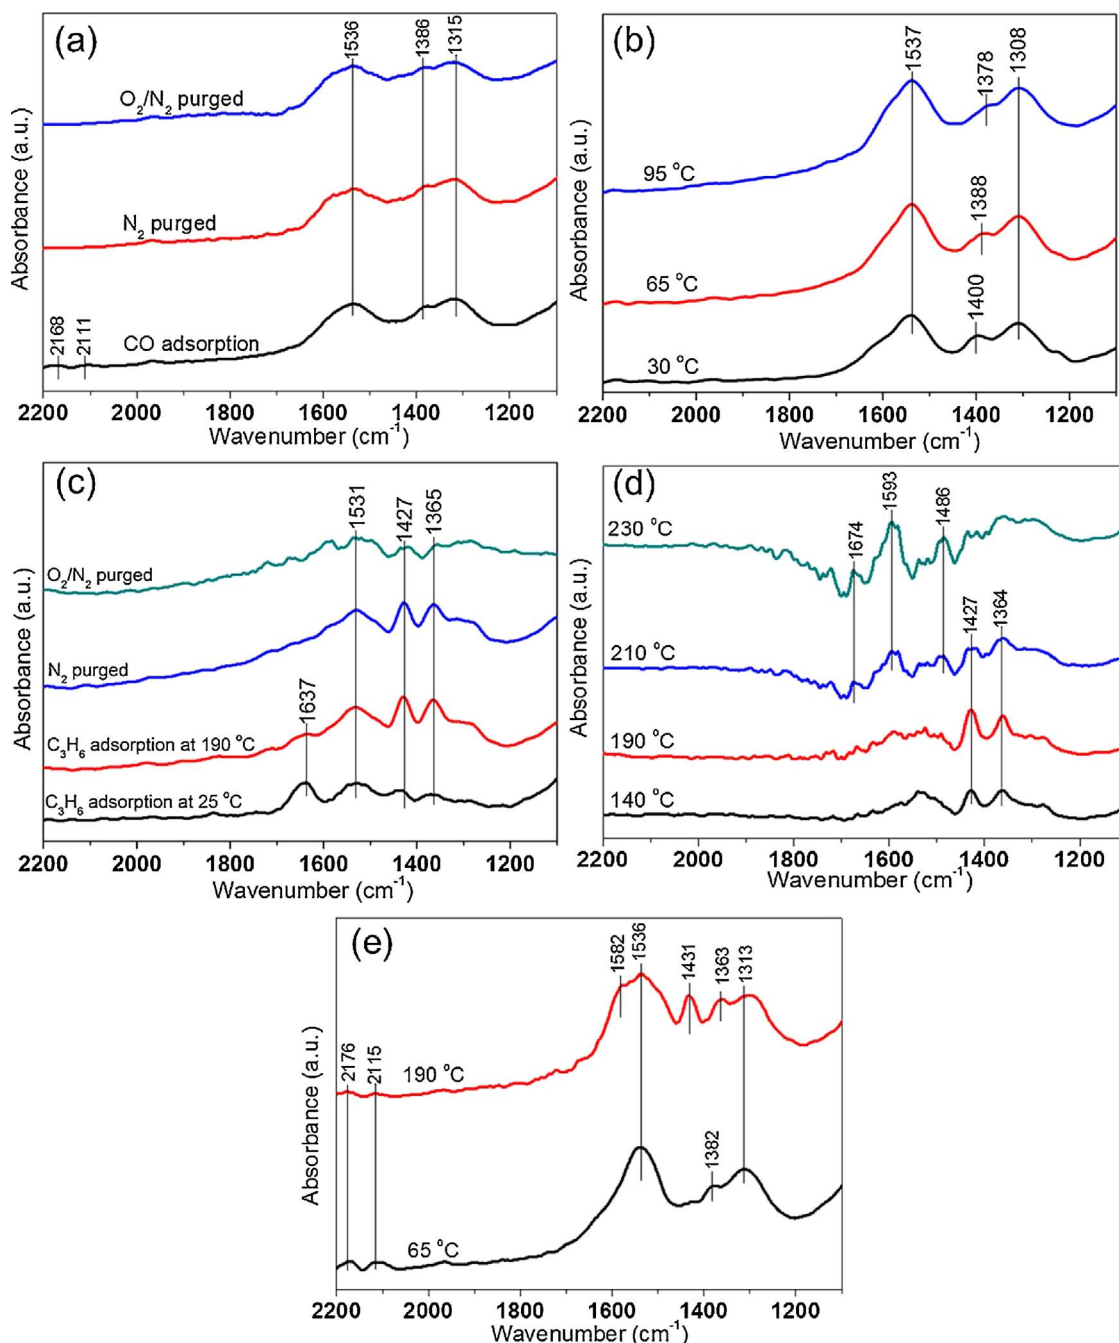 (a)
1536
1386
1315
O2/N2 purged
N2 purged
2168
2111
CO adsorption
Absorbance (a.u.)
2200 2000 1800 1600 1400 1200
Wavenumber (cm-1)
(b)
1537
1378
1308
95 °C
1388
65 °C
1400
30 °C
Absorbance (a.u.)
2200 2000 1800 1600 1400 1200
Wavenumber (cm-1)
(c)
1531
1427
1365
O2/N2 purged
N2 purged
1637
C3H6 adsorption at 190 °C
C3H6 adsorption at 25 °C
Absorbance (a.u.)
2200 2000 1800 1600 1400 1200
Wavenumber (cm-1)
(d)
230 °C
1674
1593
1486
1427
1364
210 °C
190 °C
140 °C
Absorbance (a.u.)
2200 2000 1800 1600 1400 1200
Wavenumber (cm-1)
(e)
1582
1536
1431
1363
1313
2176
2115
190 °C
1382
65 °C
Absorbance (a.u.)
2200 2000 1800 1600 1400 1200
Wavenumber (cm-1)